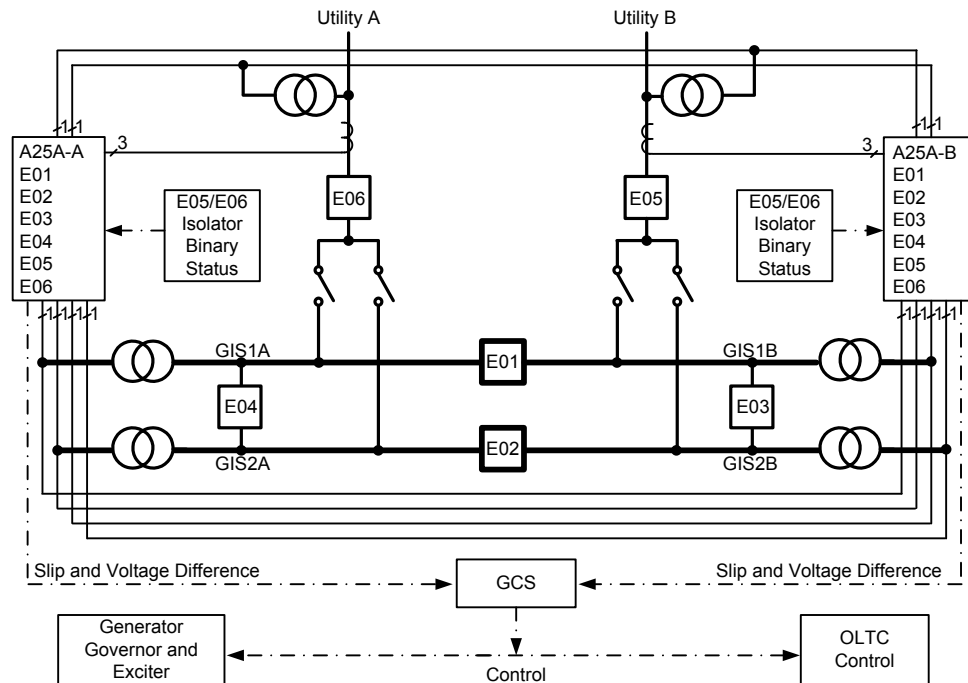 Utility A
Utility B
1 1
1 1
A25A-A
E01
E02
E03
E04
E05
E06
3
E05/E06
Isolator
Binary
Status
E06
E05
E05/E06
Isolator
Binary
Status
3
A25A-B
E01
E02
E03
E04
E05
E06
1 1 1 1
1 1 1 1
GIS1A
E01
GIS1B
E04
E03
GIS2A
E02
GIS2B
Slip and Voltage Difference
GCS
Slip and Voltage Difference
Generator
Governor and
Exciter
Control
OLTC
Control